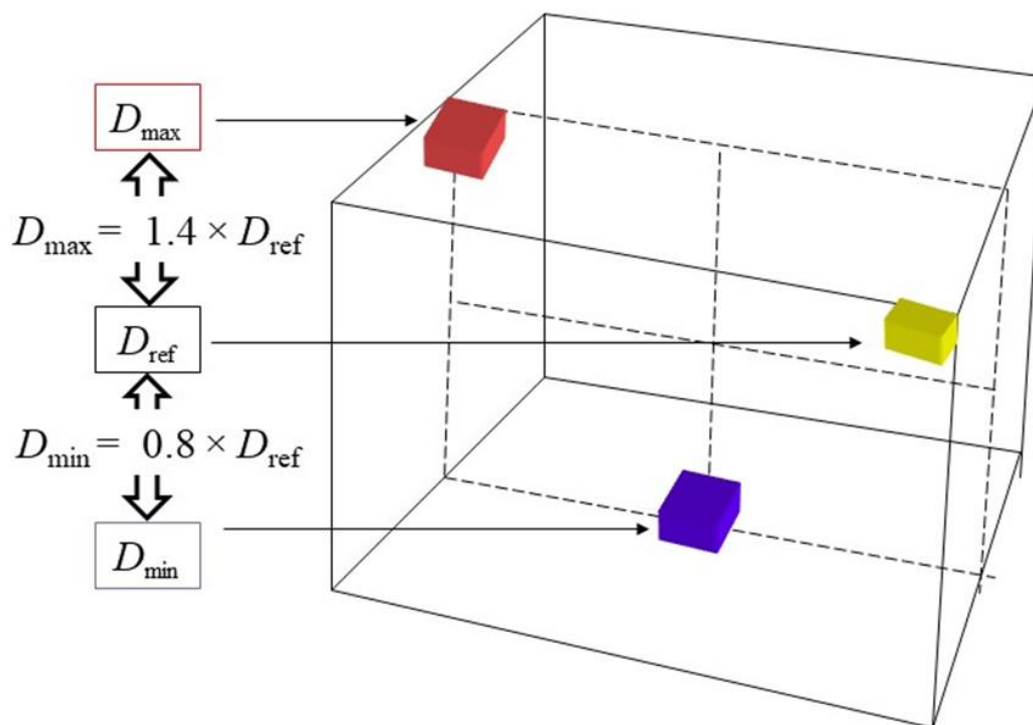 Dmax
Dmax = 1.4 × Dref
Dref
Dmin = 0.8 × Dref
Dmin